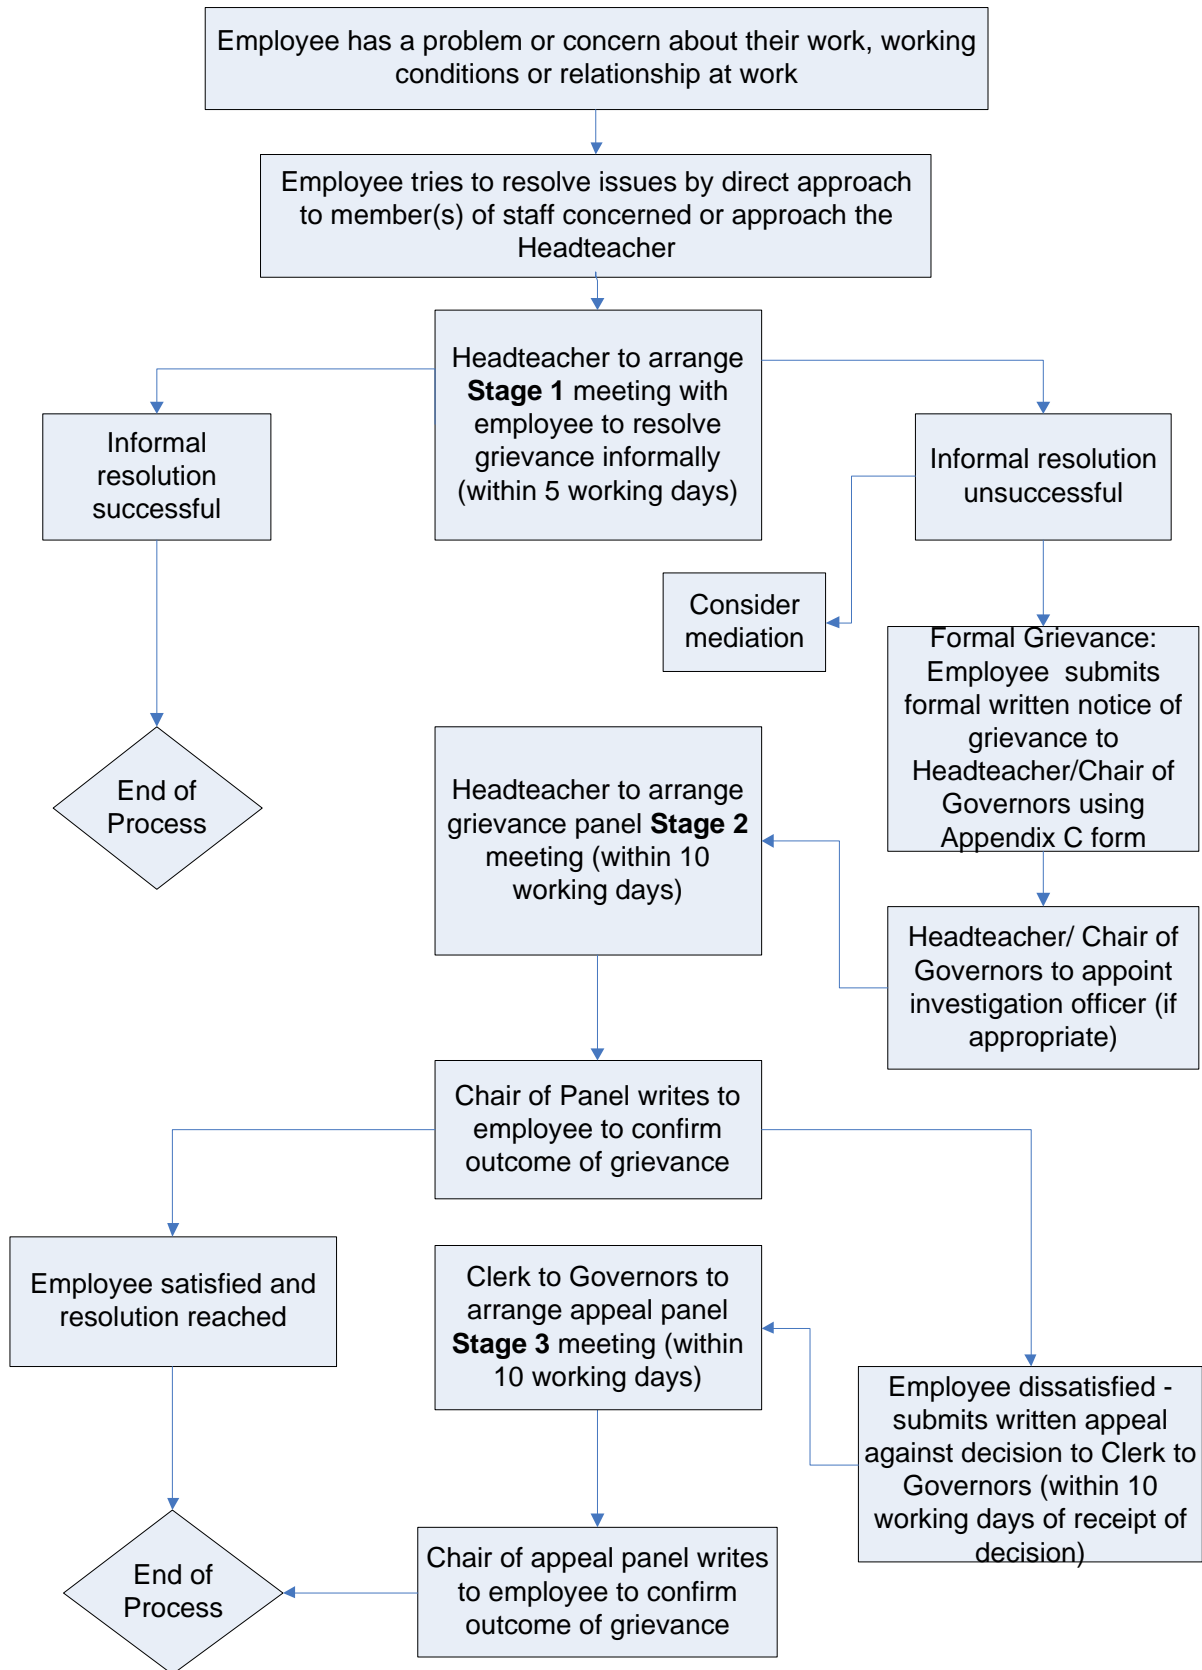 Employee has a problem or concern about their work, working
conditions or relationship at work
Employee tries to resolve issues by direct approach
to member(s) of staff concerned or approach the
Headteacher
Headteacher to arrange
Stage 1 meeting with
employee to resolve
grievance informally
(within 5 working days)
Informal
resolution
successful
Informal resolution
unsuccessful
Consider
mediation
Formal Grievance:
Employee  submits
formal written notice of
grievance to
Headteacher/Chair of
Governors using
Appendix C form
End of
Process
Headteacher to arrange
grievance panel Stage 2
meeting (within 10
working days)
Headteacher/ Chair of
Governors to appoint
investigation officer (if
appropriate)
Chair of Panel writes to
employee to confirm
outcome of grievance
Employee satisfied and
resolution reached
Clerk to Governors to
arrange appeal panel
Stage 3 meeting (within
10 working days)
Employee dissatisfied -
submits written appeal
against decision to Clerk to
Governors (within 10
working days of receipt of
decision)
End of
Process
Chair of appeal panel writes
to employee to confirm
outcome of grievance